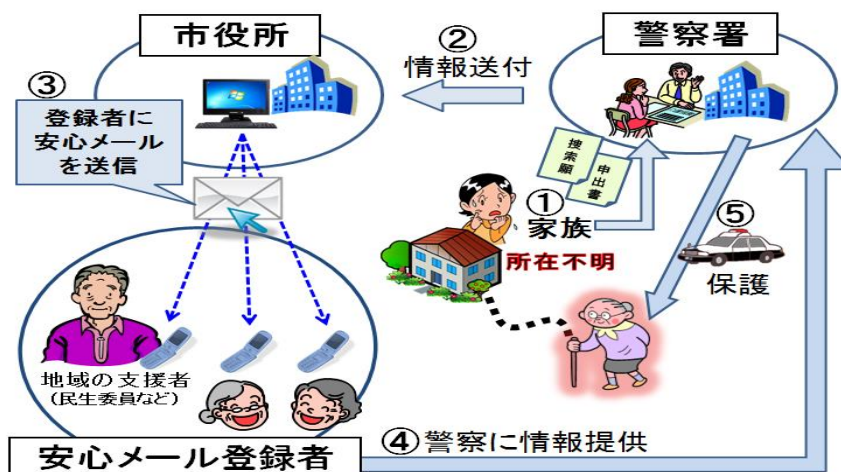 市役所
警察署
②
情報送付
③
登録者に
安心メール
を送信
捜索願
申出書
①
家族
所在不明
⑤
保護
地域の支援者
(民生委員など)
安心メール登録者
④警察に情報提供